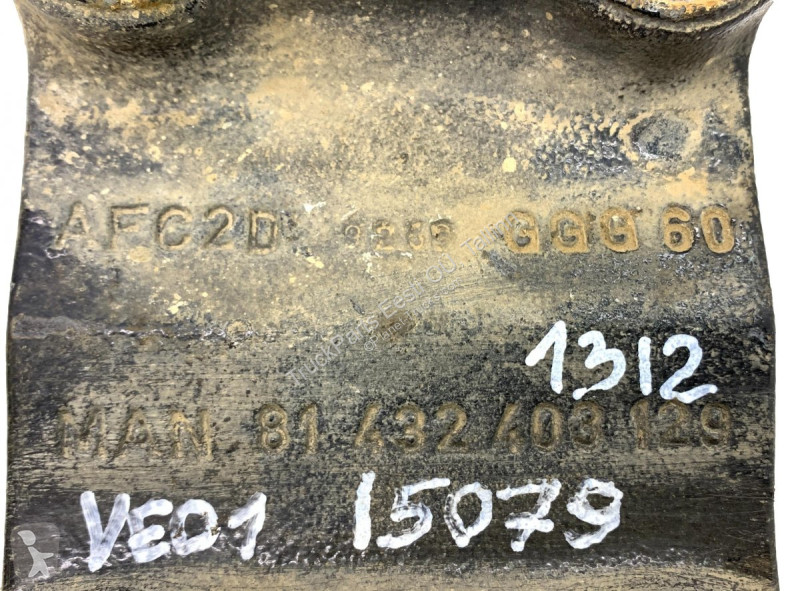 AFC2D GGG 60
1312
MAN 81 432 403 129
VE01 15079